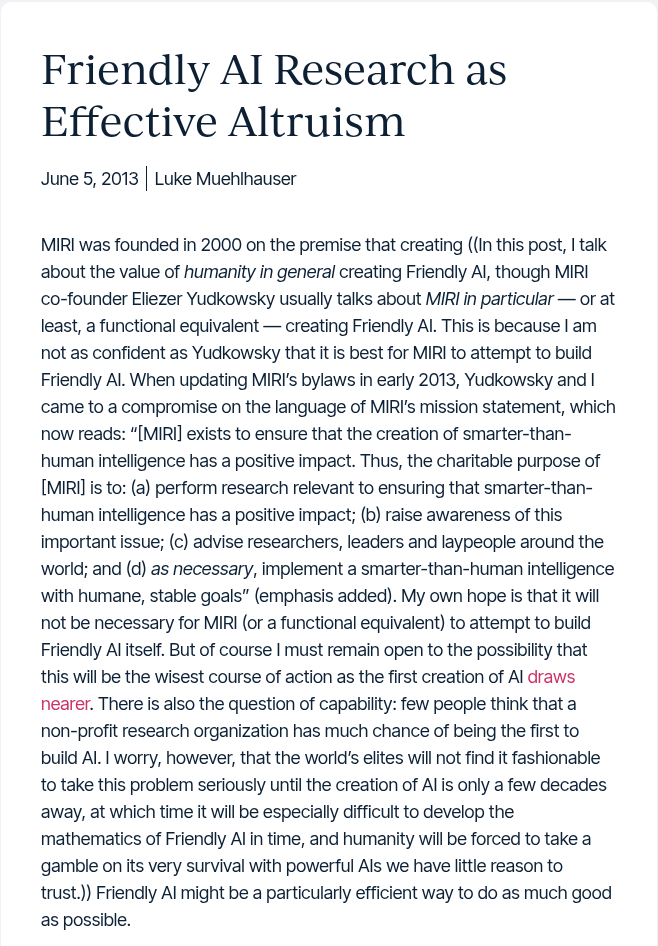 Friendly AI Research as
Effective Altruism
June 5, 2013 | Luke Muehlhauser
MIRI was founded in 2000 on the premise that creating ((In this post, I talk
about the value of humanity in general creating Friendly AI, though MIRI
co-founder Eliezer Yudkowsky usually talks about MIRI in particular — or at
least, a functional equivalent — creating Friendly AI. This is because I am
not as confident as Yudkowsky that it is best for MIRI to attempt to build
Friendly AI. When updating MIRI’s bylaws in early 2013, Yudkowsky and I
came to a compromise on the language of MIRI’s mission statement, which
now reads: “[MIRI] exists to ensure that the creation of smarter-than-
human intelligence has a positive impact. Thus, the charitable purpose of
[MIRI] is to: (a) perform research relevant to ensuring that smarter-than-
human intelligence has a positive impact; (b) raise awareness of this
important issue; (c) advise researchers, leaders and laypeople around the
world; and (d) as necessary, implement a smarter-than-human intelligence
with humane, stable goals” (emphasis added). My own hope is that it will
not be necessary for MIRI (or a functional equivalent) to attempt to build
Friendly AI itself. But of course I must remain open to the possibility that
this will be the wisest course of action as the first creation of AI draws
nearer. There is also the question of capability: few people think that a
non-profit research organization has much chance of being the first to
build AI. I worry, however, that the world’s elites will not find it fashionable
to take this problem seriously until the creation of AI is only a few decades
away, at which time it will be especially difficult to develop the
mathematics of Friendly AI in time, and humanity will be forced to take a
gamble on its very survival with powerful AIs we have little reason to
trust.)) Friendly AI might be a particularly efficient way to do as much good
as possible.